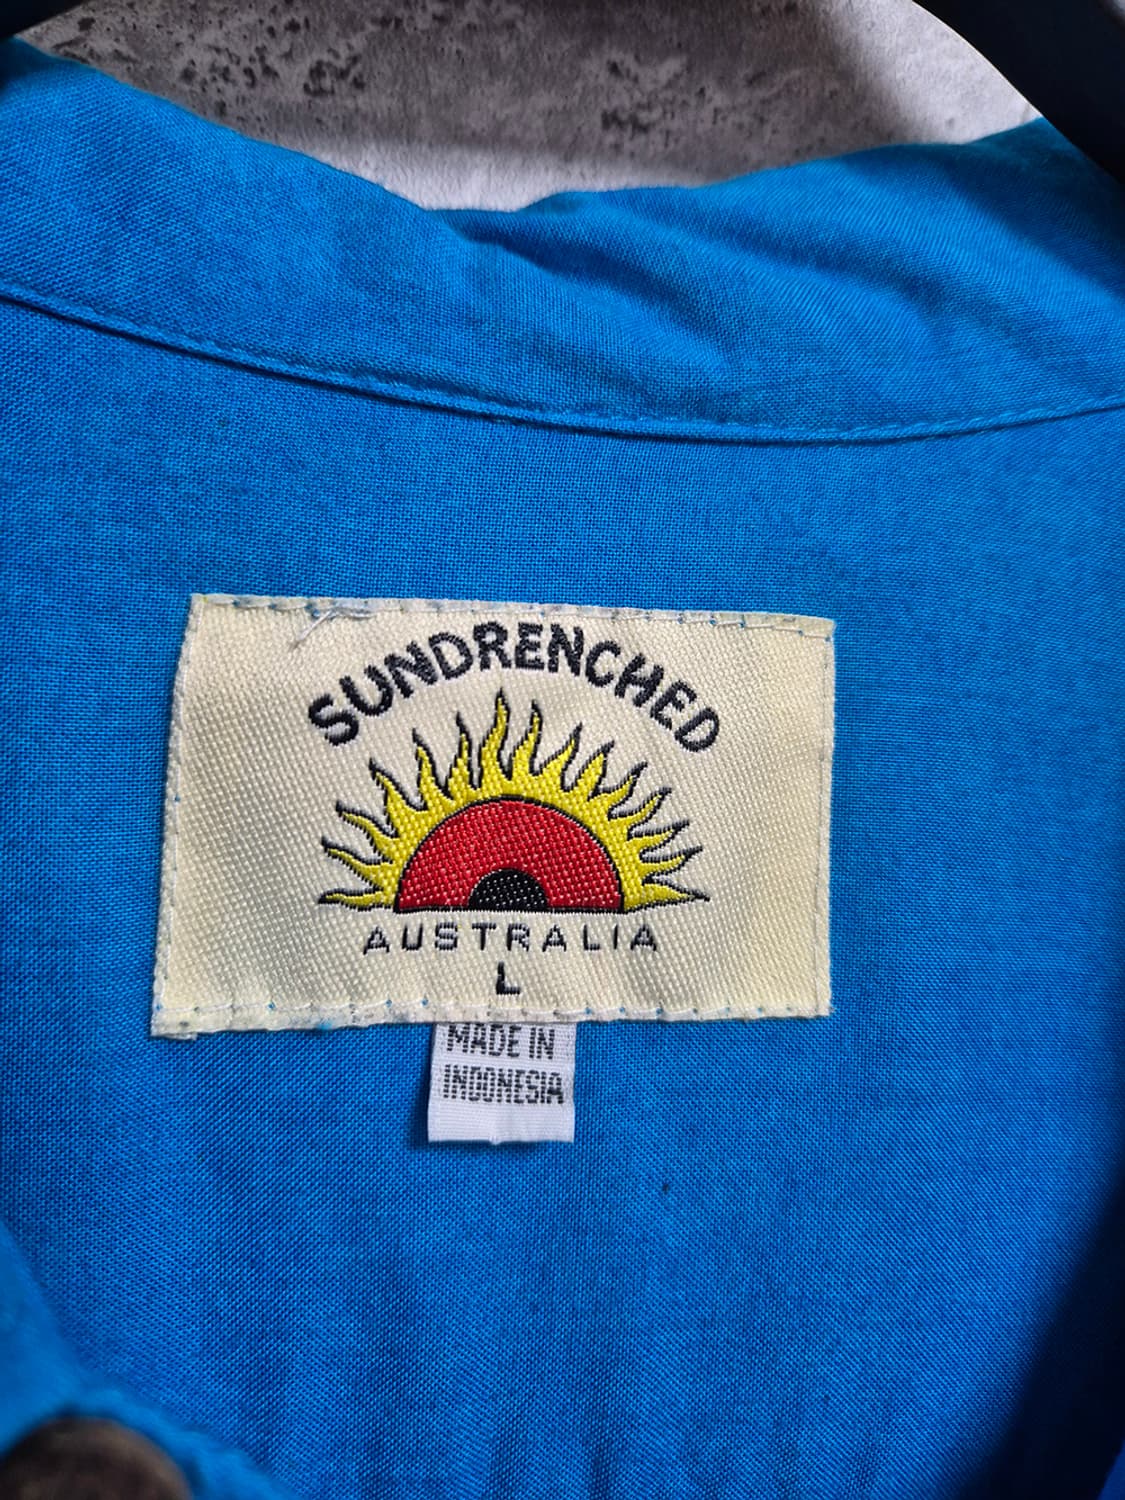 SUNDRENCHED
AUSTRALIA
L
MADE IN
INDONESIA